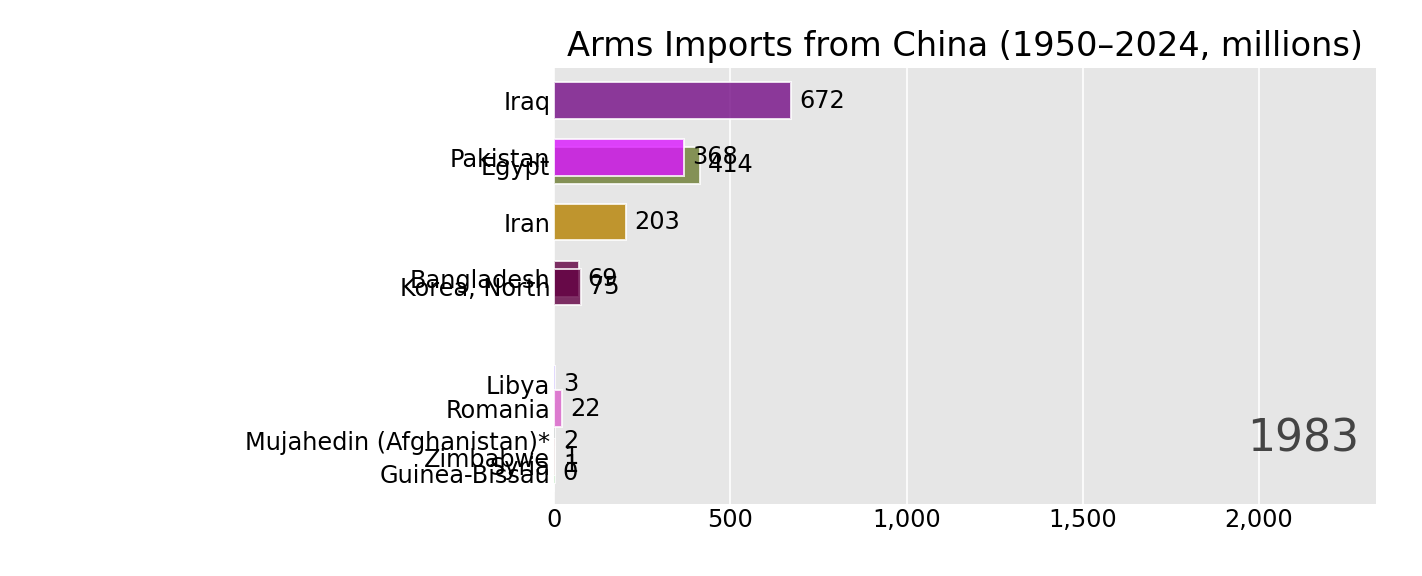 Arms Imports from China (1950–2024, millions)
Iraq 672
Pakistan 368
Egypt 414
Iran 203
Bangladesh 69
Korea, North 75
Libya 3
Romania 22
Mujahedin (Afghanistan)* 2
Zimbabwe 1
Syria 1
Guinea-Bissau 0
1983
0 500 1,000 1,500 2,000